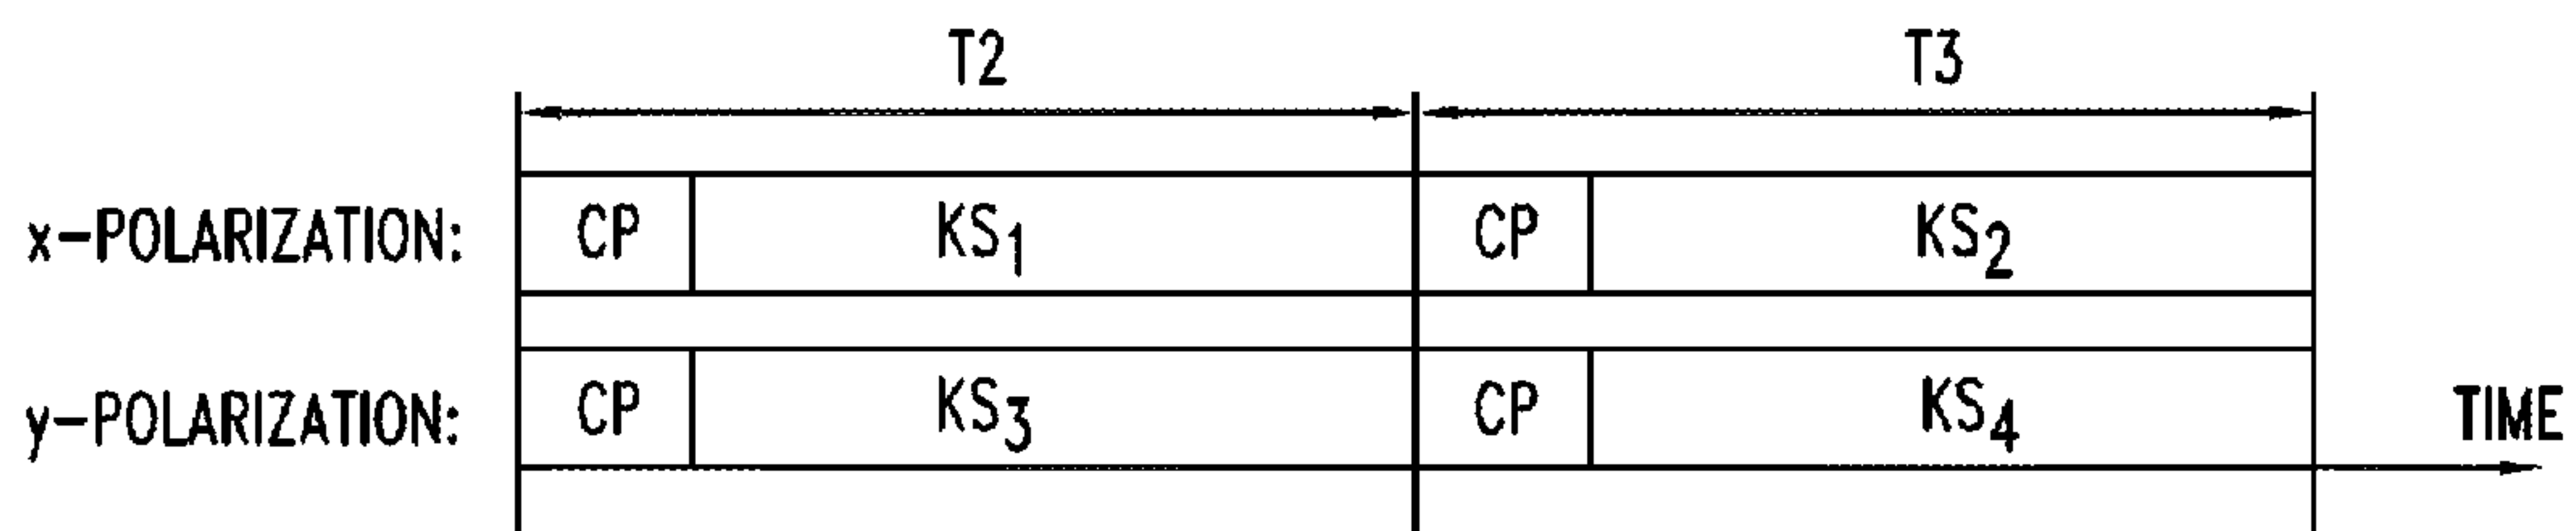 T2 T3
x-POLARIZATION: CP KS1 CP KS2
y-POLARIZATION: CP KS3 CP KS4
TIME